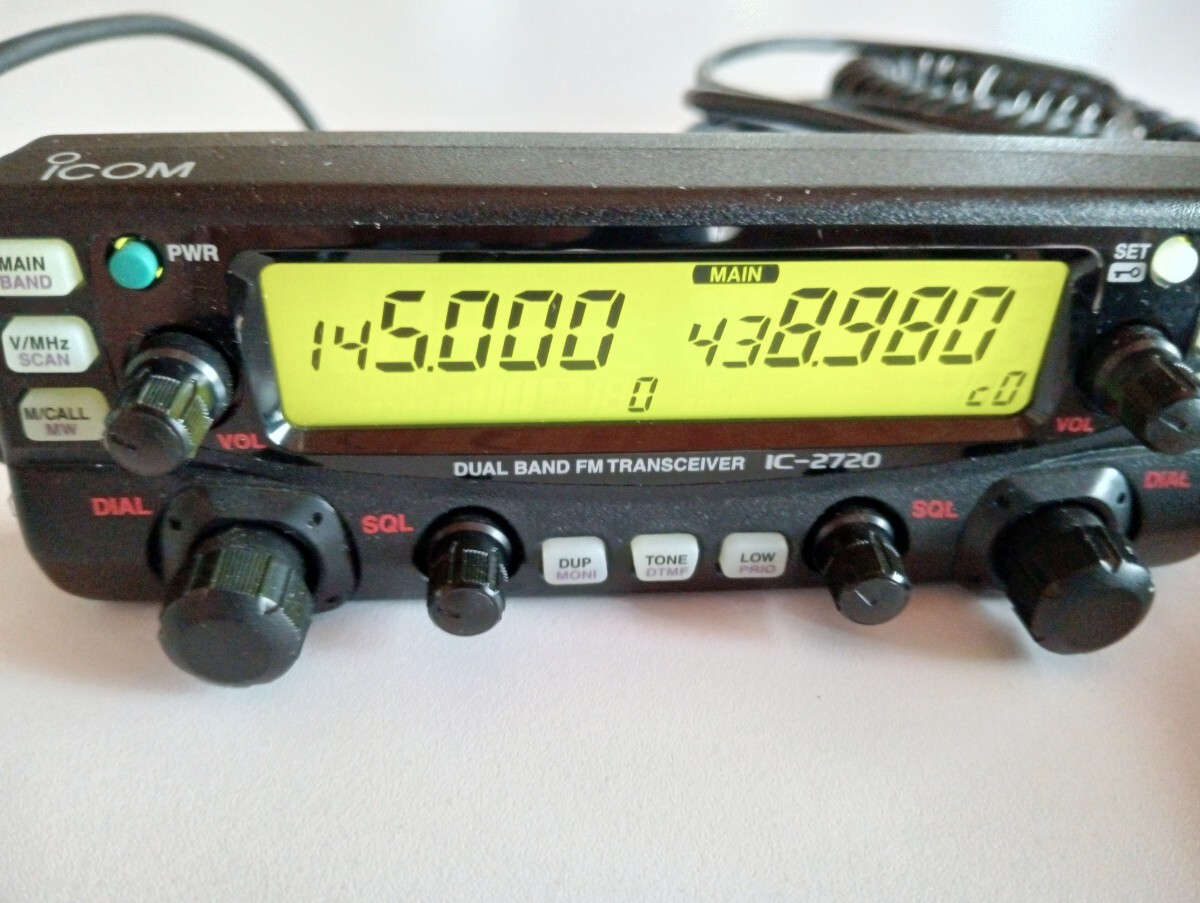 ICOM
PWR
SET
MAIN
BAND
V/MHz
SCAN
M/CALL
MW
MAIN
145.000
438.980
0
c0
VOL
VOL
DUAL BAND FM TRANSCEIVER IC-2720
DIAL
SQL
SQL
DIAL
DUP
MONI
TONE
DTMF
LOW
PRIO